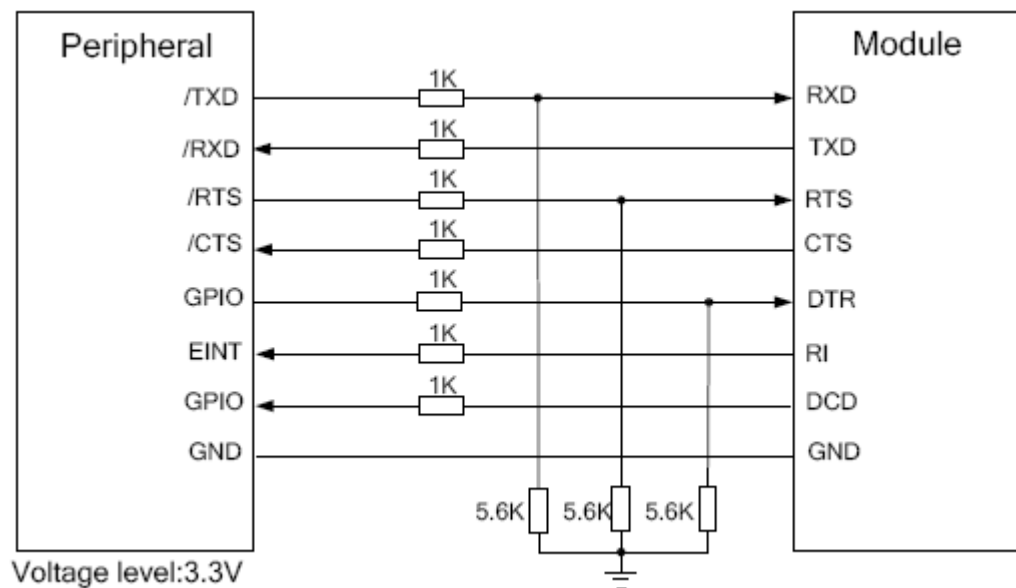 Peripheral
Module
1K
/TXD
RXD
1K
/RXD
TXD
1K
/RTS
RTS
1K
/CTS
CTS
1K
GPIO
DTR
1K
EINT
RI
1K
GPIO
DCD
GND
GND
5.6K
5.6K
5.6K
Voltage level:3.3V